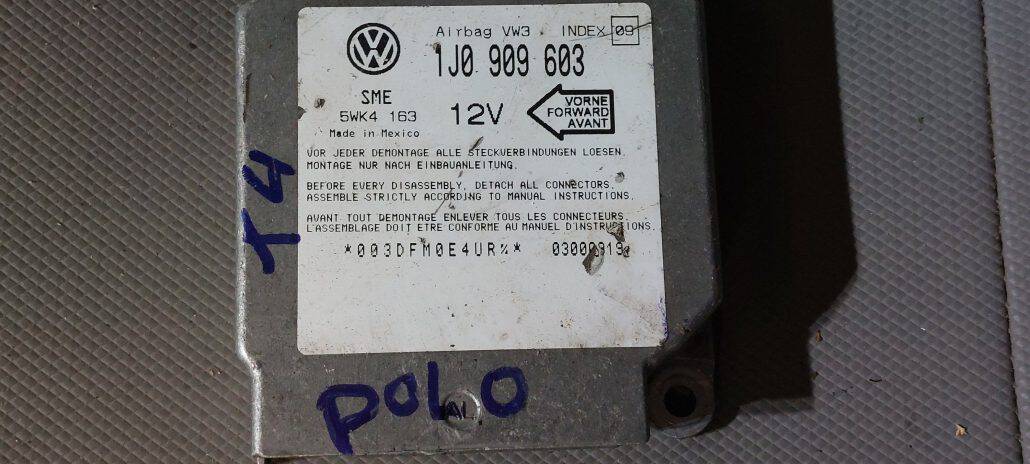 Airbag VW3 INDEX 09
1J0 909 603
SME
5WK4 163
Made in Mexico
12V
VORNE
FORWARD
AVANT
VOR JEDER DEMONTAGE ALLE STECKVERBINDUNGEN LOESEN.
MONTAGE NUR NACH EINBAUANLEITUNG.
BEFORE EVERY DISASSEMBLY, DETACH ALL CONNECTORS.
ASSEMBLE STRICTLY ACCORDING TO MANUAL INSTRUCTIONS.
AVANT TOUT DEMONTAGE ENLEVER TOUS LES CONNECTEURS.
L'ASSEMBLAGE DOIT ETRE CONFORME AU MANUEL D'INSTRUCTIONS.
*003DFM0E4UR%*
T4
POLO